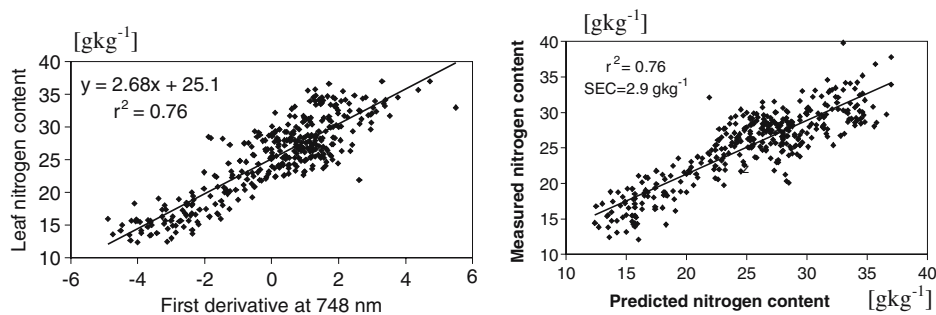 [gkg⁻¹]
Leaf nitrogen content
40
35
30
25
20
15
10
y = 2.68x + 25.1
r² = 0.76
-6
-4
-2
0
2
4
6
First derivative at 748 nm
[gkg⁻¹]
Measured nitrogen content
40
35
30
25
20
15
10
r² = 0.76
SEC=2.9 gkg⁻¹
10
15
20
25
30
35
40
Predicted nitrogen content
[gkg⁻¹]